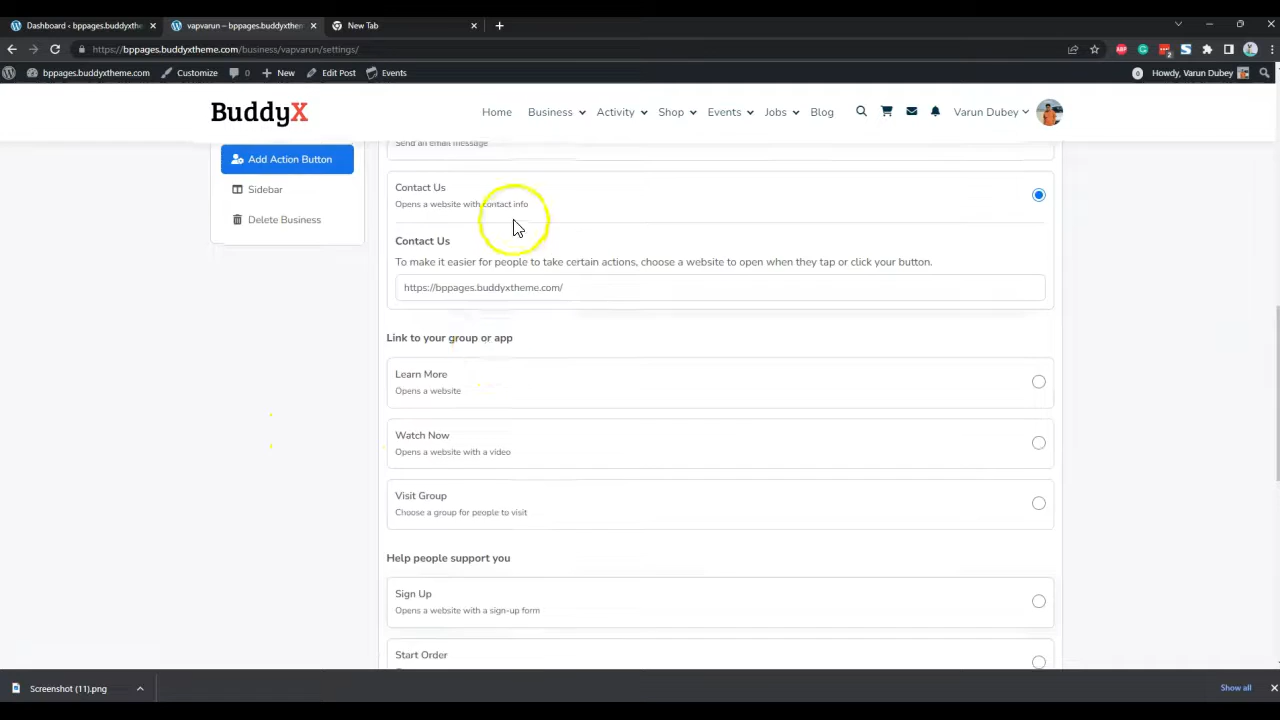 Dashboard ‹ bppages.buddyxthe
vapvarun – bppages.buddyxthem
New Tab
https://bppages.buddyxtheme.com/business/vapvarun/settings/
2
bppages.buddyxtheme.com
Customize
0
New
Edit Post
Events
0
Howdy, Varun Dubey
BuddyX
Home
Business
Activity
Shop
Events
Jobs
Blog
Varun Dubey
Send an email message
Add Action Button
Sidebar
Delete Business
Contact Us
Opens a website with contact info
Contact Us
To make it easier for people to take certain actions, choose a website to open when they tap or click your button.
https://bppages.buddyxtheme.com/
Link to your group or app
Learn More
Opens a website
Watch Now
Opens a website with a video
Visit Group
Choose a group for people to visit
Help people support you
Sign Up
Opens a website with a sign-up form
Start Order
Screenshot (11).png
Show all